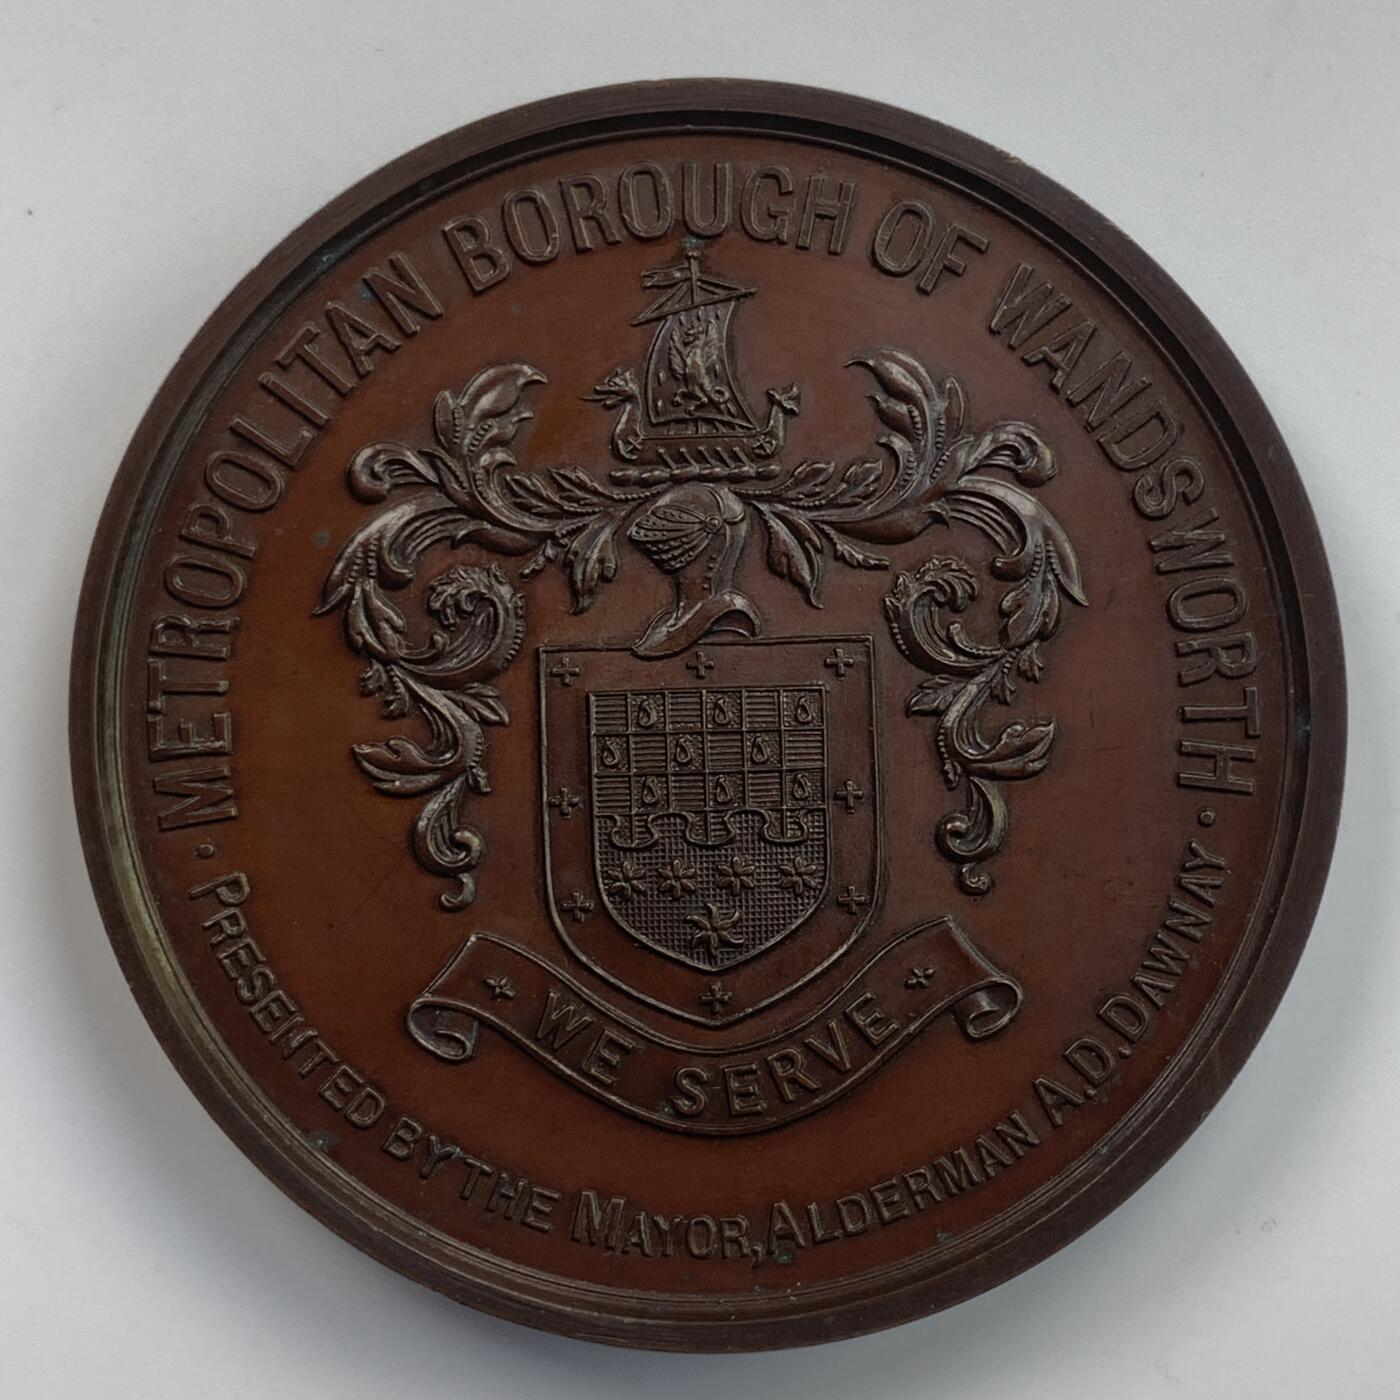 · METROPOLITAN BOROUGH OF WANDSWORTH ·
PRESENTED BY THE MAYOR, ALDERMAN A.D. DAWNAY
WE SERVE